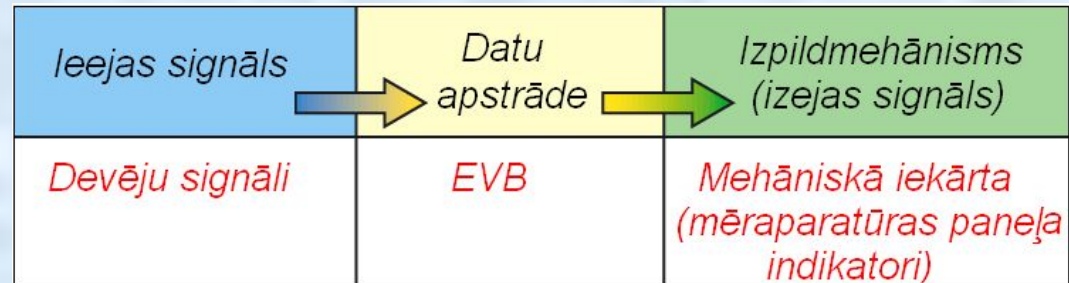 Ieejas signāls
Datu
apstrāde
Izpildmehānisms
(izejas signāls)
Devēju signāli
EVB
Mehāniskā iekārta
(mēraparatūras paneļa
indikatori)